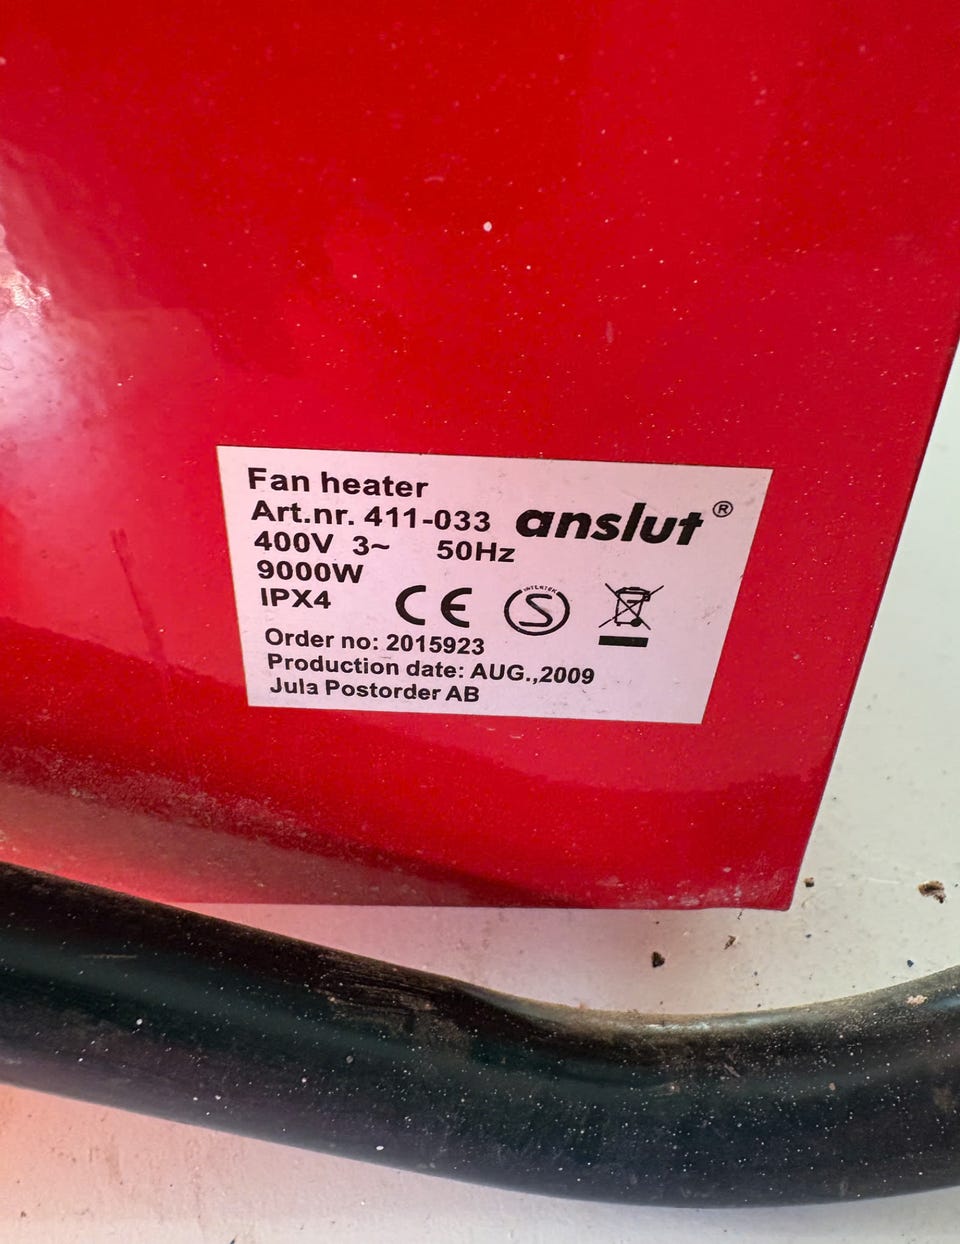 Fan heater
Art.nr. 411-033 anslut®
400V 3~ 50Hz
9000W
IPX4 CE INTERTEK S
Order no: 2015923
Production date: AUG.,2009
Jula Postorder AB